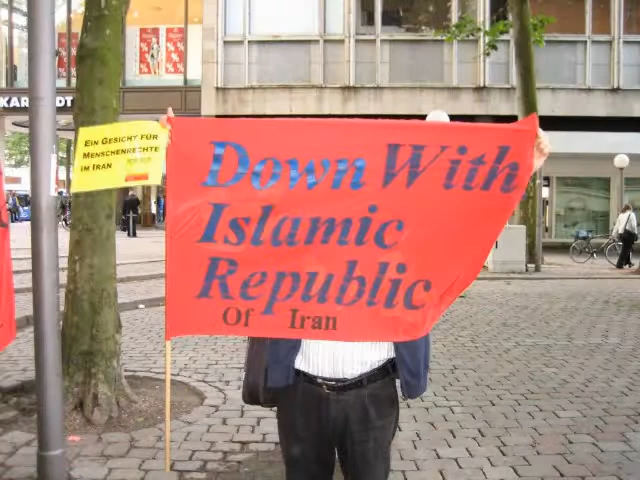 KARSTADT
EIN GESICHT FÜR
MENSCHENRECHTE
IM IRAN
Down With
Islamic
Republic
Of Iran